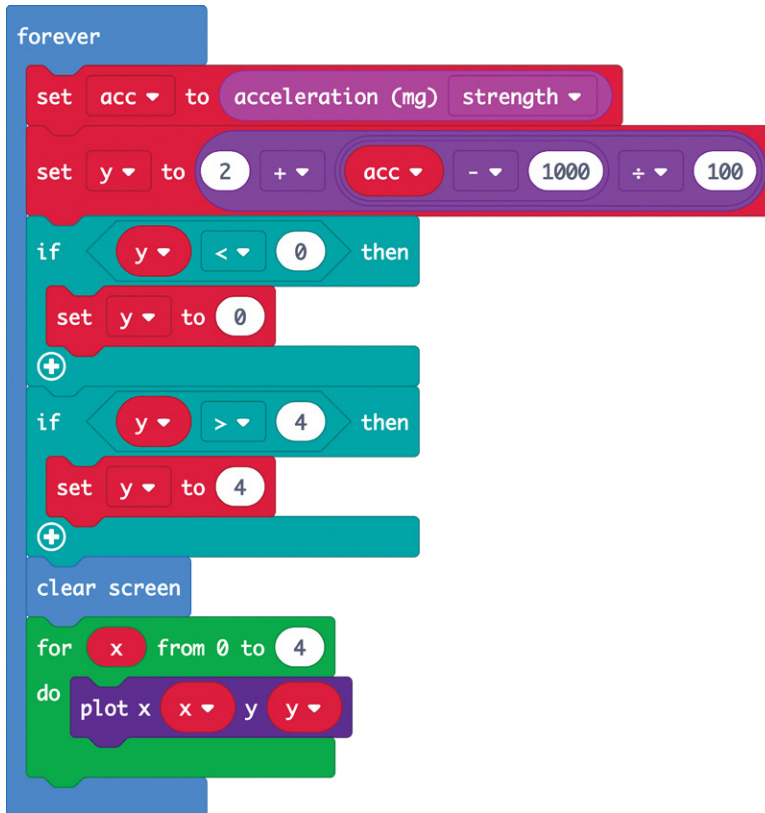 forever
set acc to acceleration (mg) strength
set y to 2 + acc - 1000 ÷ 100
if y < 0 then
set y to 0
if y > 4 then
set y to 4
clear screen
for x from 0 to 4
do
plot x x y y